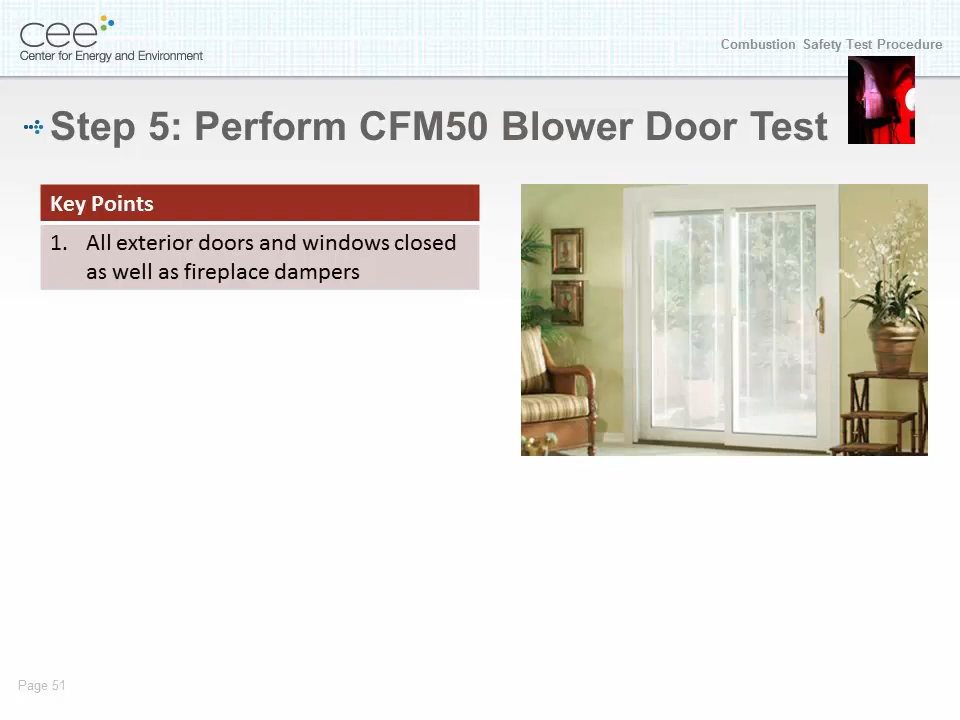 cee
Center for Energy and Environment
Combustion Safety Test Procedure
Step 5: Perform CFM50 Blower Door Test
Key Points
1. All exterior doors and windows closed
as well as fireplace dampers
Page 51